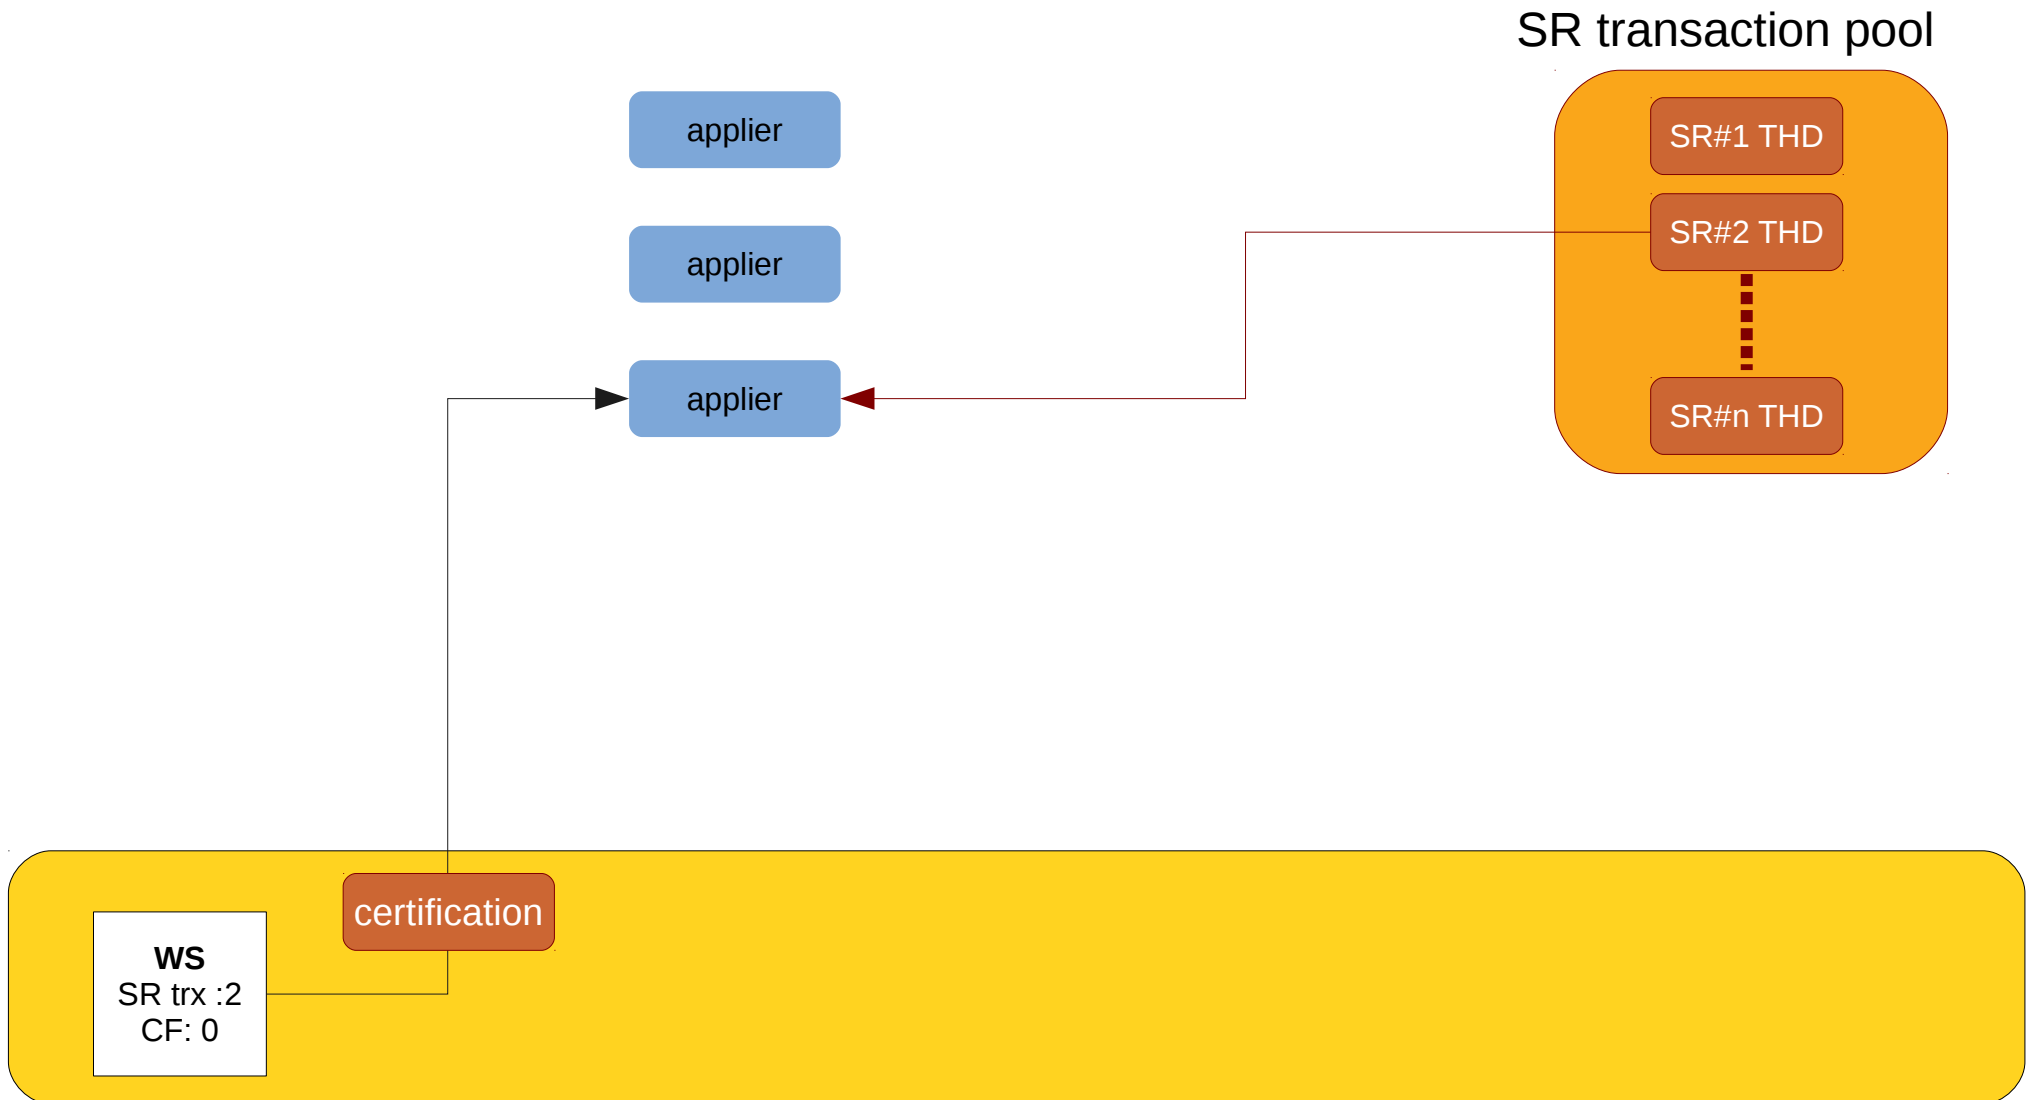 SR transaction pool
applier
SR#1 THD
applier
SR#2 THD
applier
SR#n THD
certification
WS
SR trx :2
CF: 0